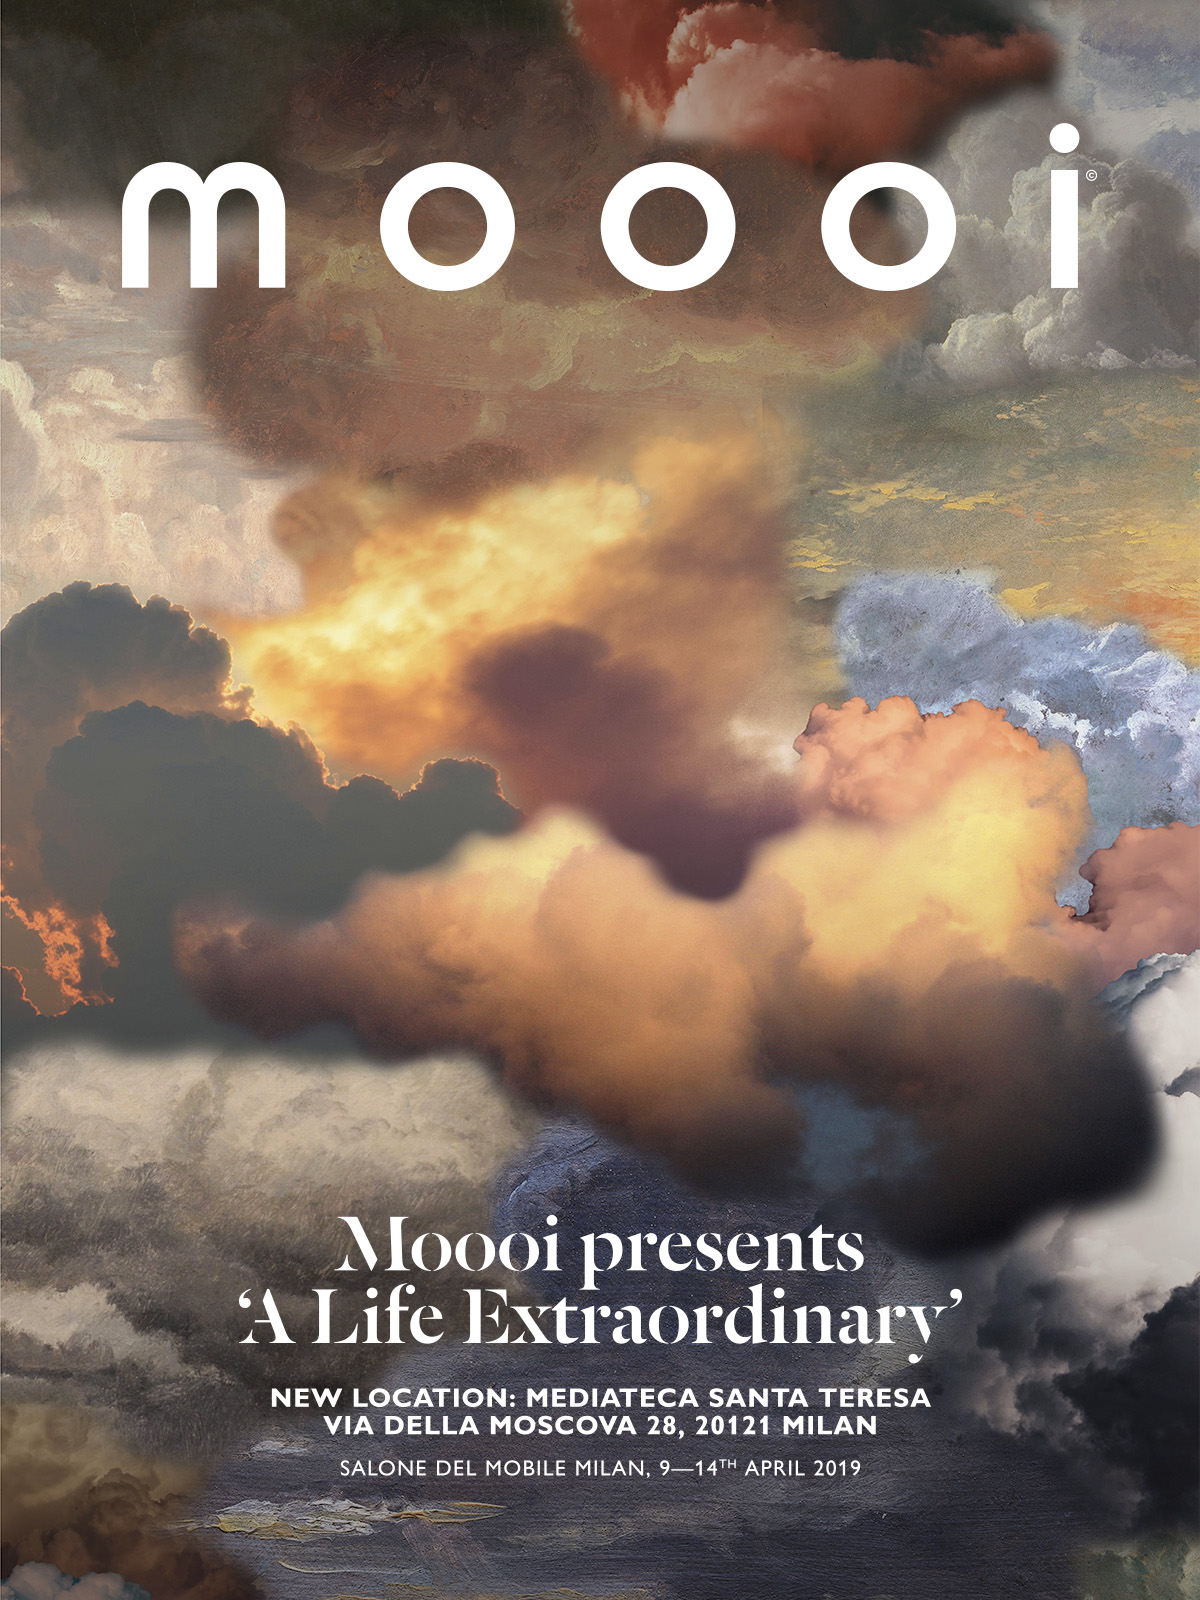 moooi©
Moooi presents
‘A Life Extraordinary’
NEW LOCATION: MEDIATECA SANTA TERESA
VIA DELLA MOSCOVA 28, 20121 MILAN
SALONE DEL MOBILE MILAN, 9—14TH APRIL 2019